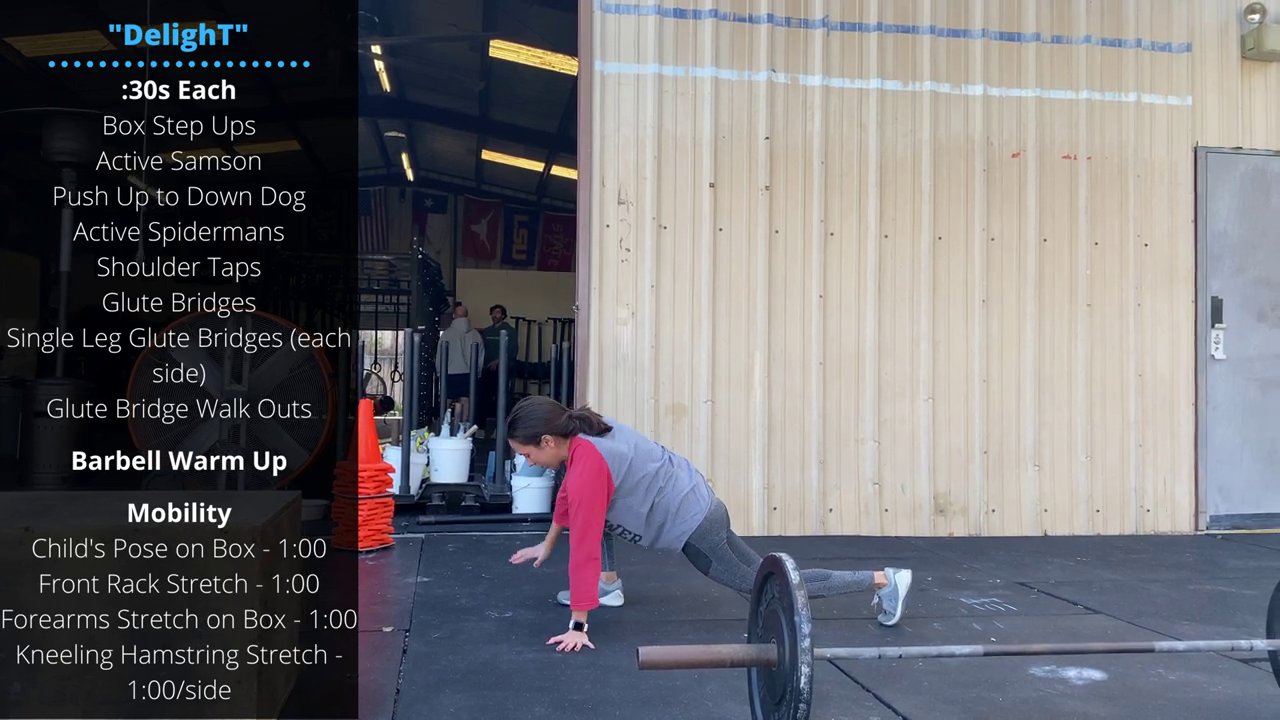 "DelighT"
:30s Each
Box Step Ups
Active Samson
Push Up to Down Dog
Active Spidermans
Shoulder Taps
Glute Bridges
Single Leg Glute Bridges (each
side)
Glute Bridge Walk Outs
Barbell Warm Up
Mobility
Child's Pose on Box - 1:00
Front Rack Stretch - 1:00
Forearms Stretch on Box - 1:00
Kneeling Hamstring Stretch -
1:00/side